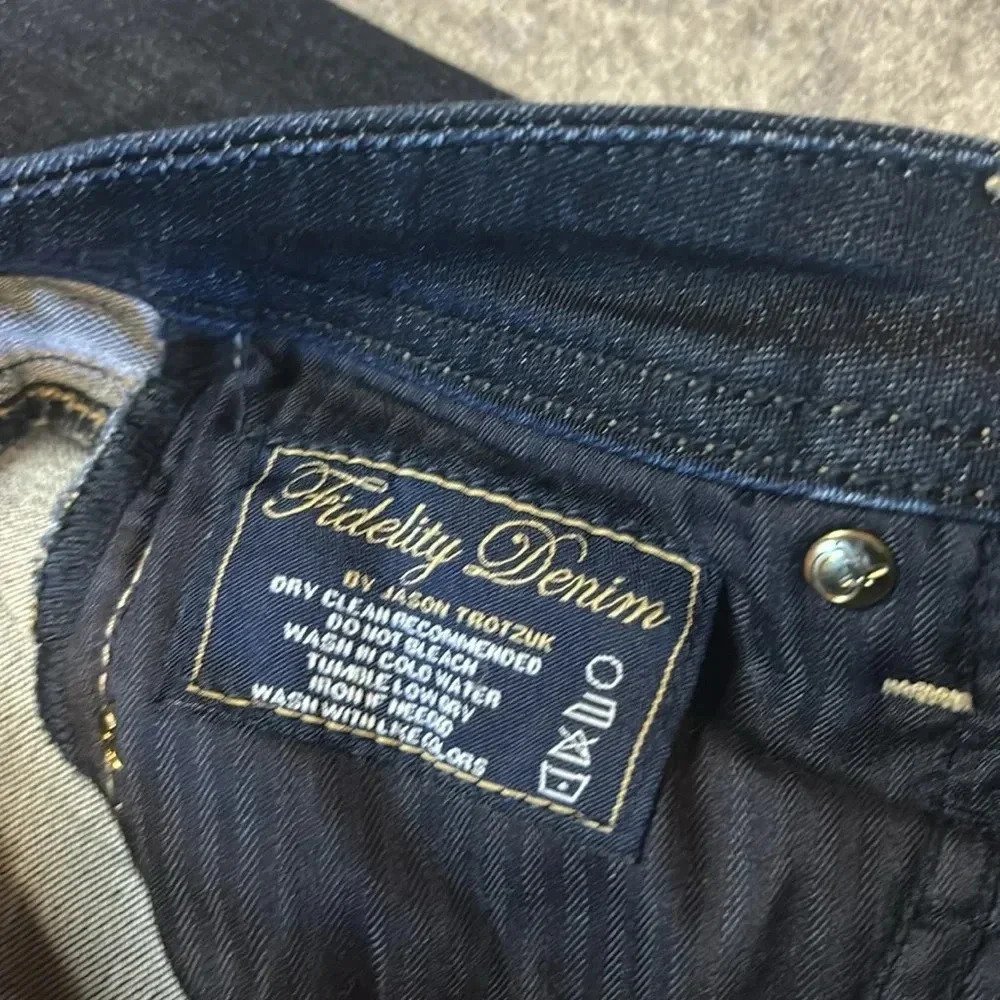 Fidelity Denim
BY JASON TROTZUK
DRY CLEAN RECOMMENDED
DO NOT BLEACH
WASH IN COLD WATER
TUMBLE LOW DRY
IRON IF NEEDED
WASH WITH LIKE COLORS